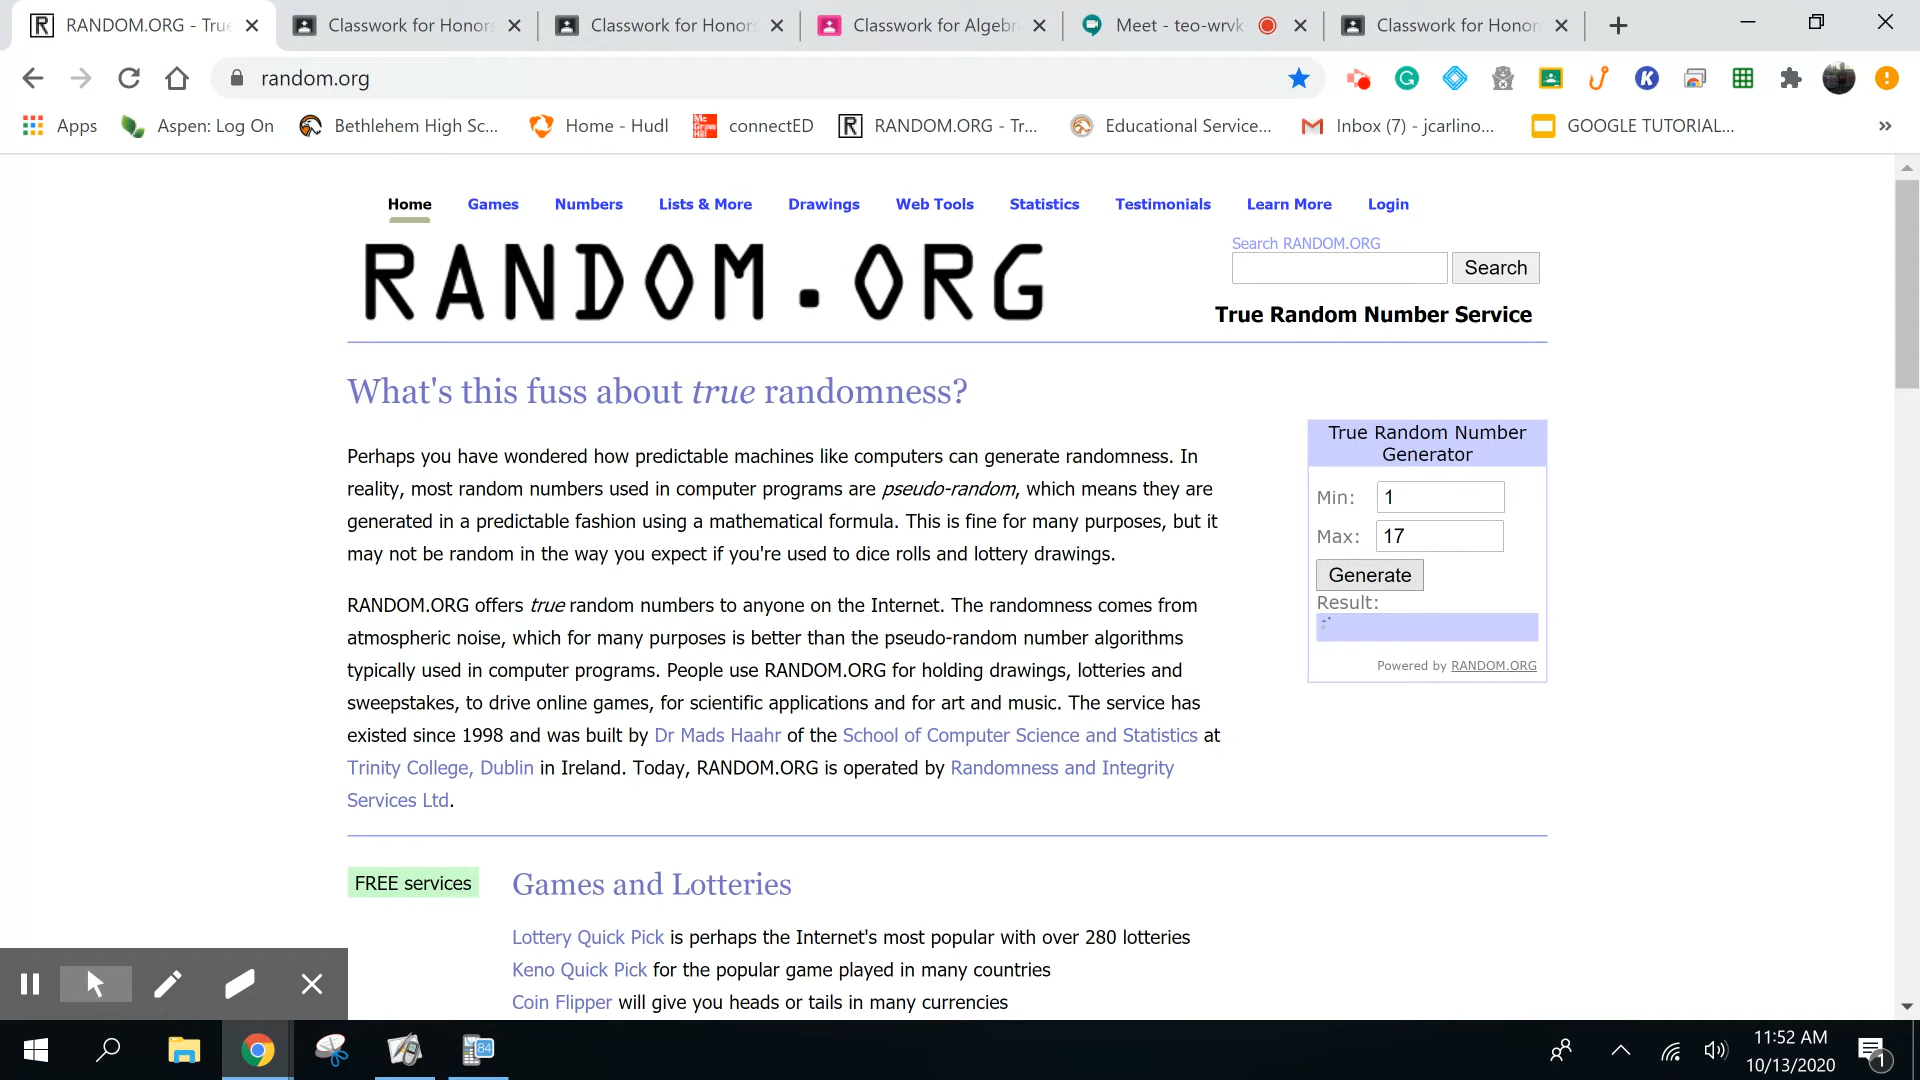 RANDOM.ORG - Tru
Classwork for Honors
Classwork for Honors
Classwork for Algebra
Meet - teo-wrvk
Classwork for Honor
random.org
Apps
Aspen: Log On
Bethlehem High Sc...
Home - Hudl
connectED
RANDOM.ORG - Tr...
Educational Service...
Inbox (7) - jcarlino...
GOOGLE TUTORIAL...
Home
Games
Numbers
Lists & More
Drawings
Web Tools
Statistics
Testimonials
Learn More
Login
RANDOM.ORG
Search RANDOM.ORG
Search
True Random Number Service
What's this fuss about true randomness?
Perhaps you have wondered how predictable machines like computers can generate randomness. In
reality, most random numbers used in computer programs are pseudo-random, which means they are
generated in a predictable fashion using a mathematical formula. This is fine for many purposes, but it
may not be random in the way you expect if you're used to dice rolls and lottery drawings.
RANDOM.ORG offers true random numbers to anyone on the Internet. The randomness comes from
atmospheric noise, which for many purposes is better than the pseudo-random number algorithms
typically used in computer programs. People use RANDOM.ORG for holding drawings, lotteries and
sweepstakes, to drive online games, for scientific applications and for art and music. The service has
existed since 1998 and was built by Dr Mads Haahr of the School of Computer Science and Statistics at
Trinity College, Dublin in Ireland. Today, RANDOM.ORG is operated by Randomness and Integrity
Services Ltd.
True Random Number
Generator
Min: 1
Max: 17
Generate
Result:
Powered by RANDOM.ORG
FREE services
Games and Lotteries
Lottery Quick Pick is perhaps the Internet's most popular with over 280 lotteries
Keno Quick Pick for the popular game played in many countries
Coin Flipper will give you heads or tails in many currencies
84
11:52 AM
10/13/2020
1